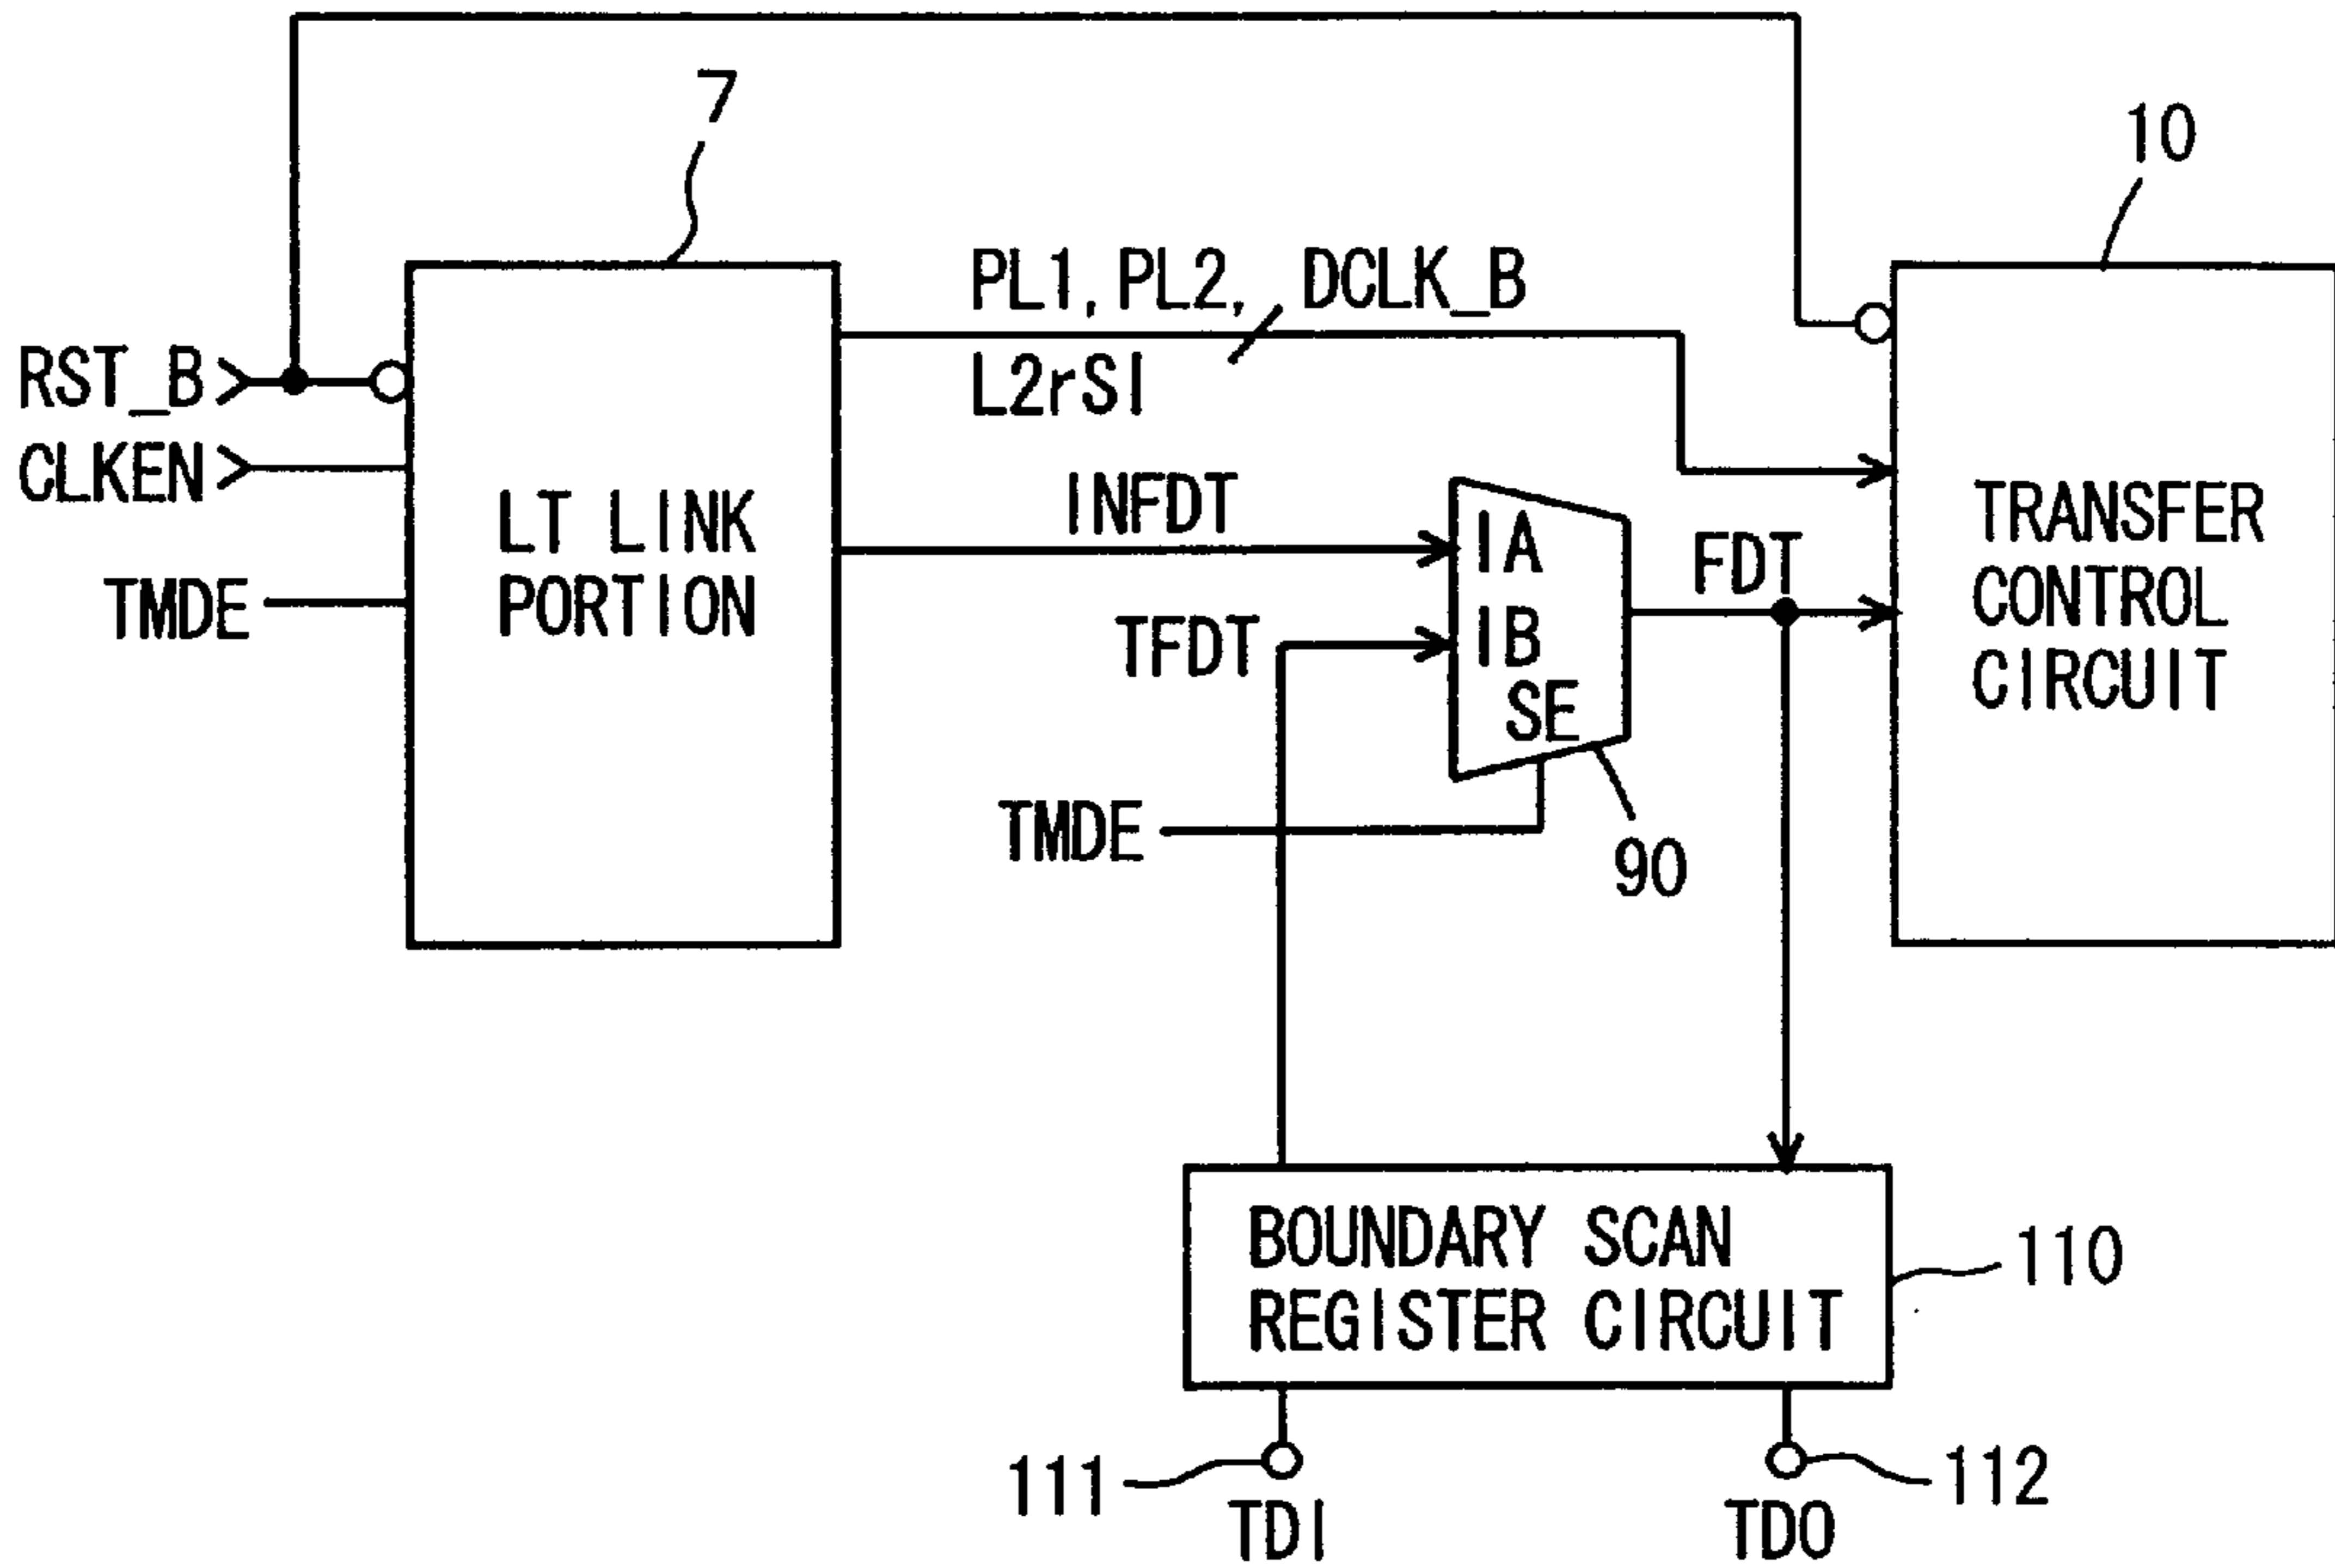 7
10
PL1, PL2, DCLK_B
L2rSI
RST_B
CLKEN
TMDE
LT LINK
PORTION
INFDT
TFDT
IA
IB
SE
FDT
TRANSFER
CONTROL
CIRCUIT
TMDE
90
BOUNDARY SCAN
REGISTER CIRCUIT
110
111
TDI
112
TDO